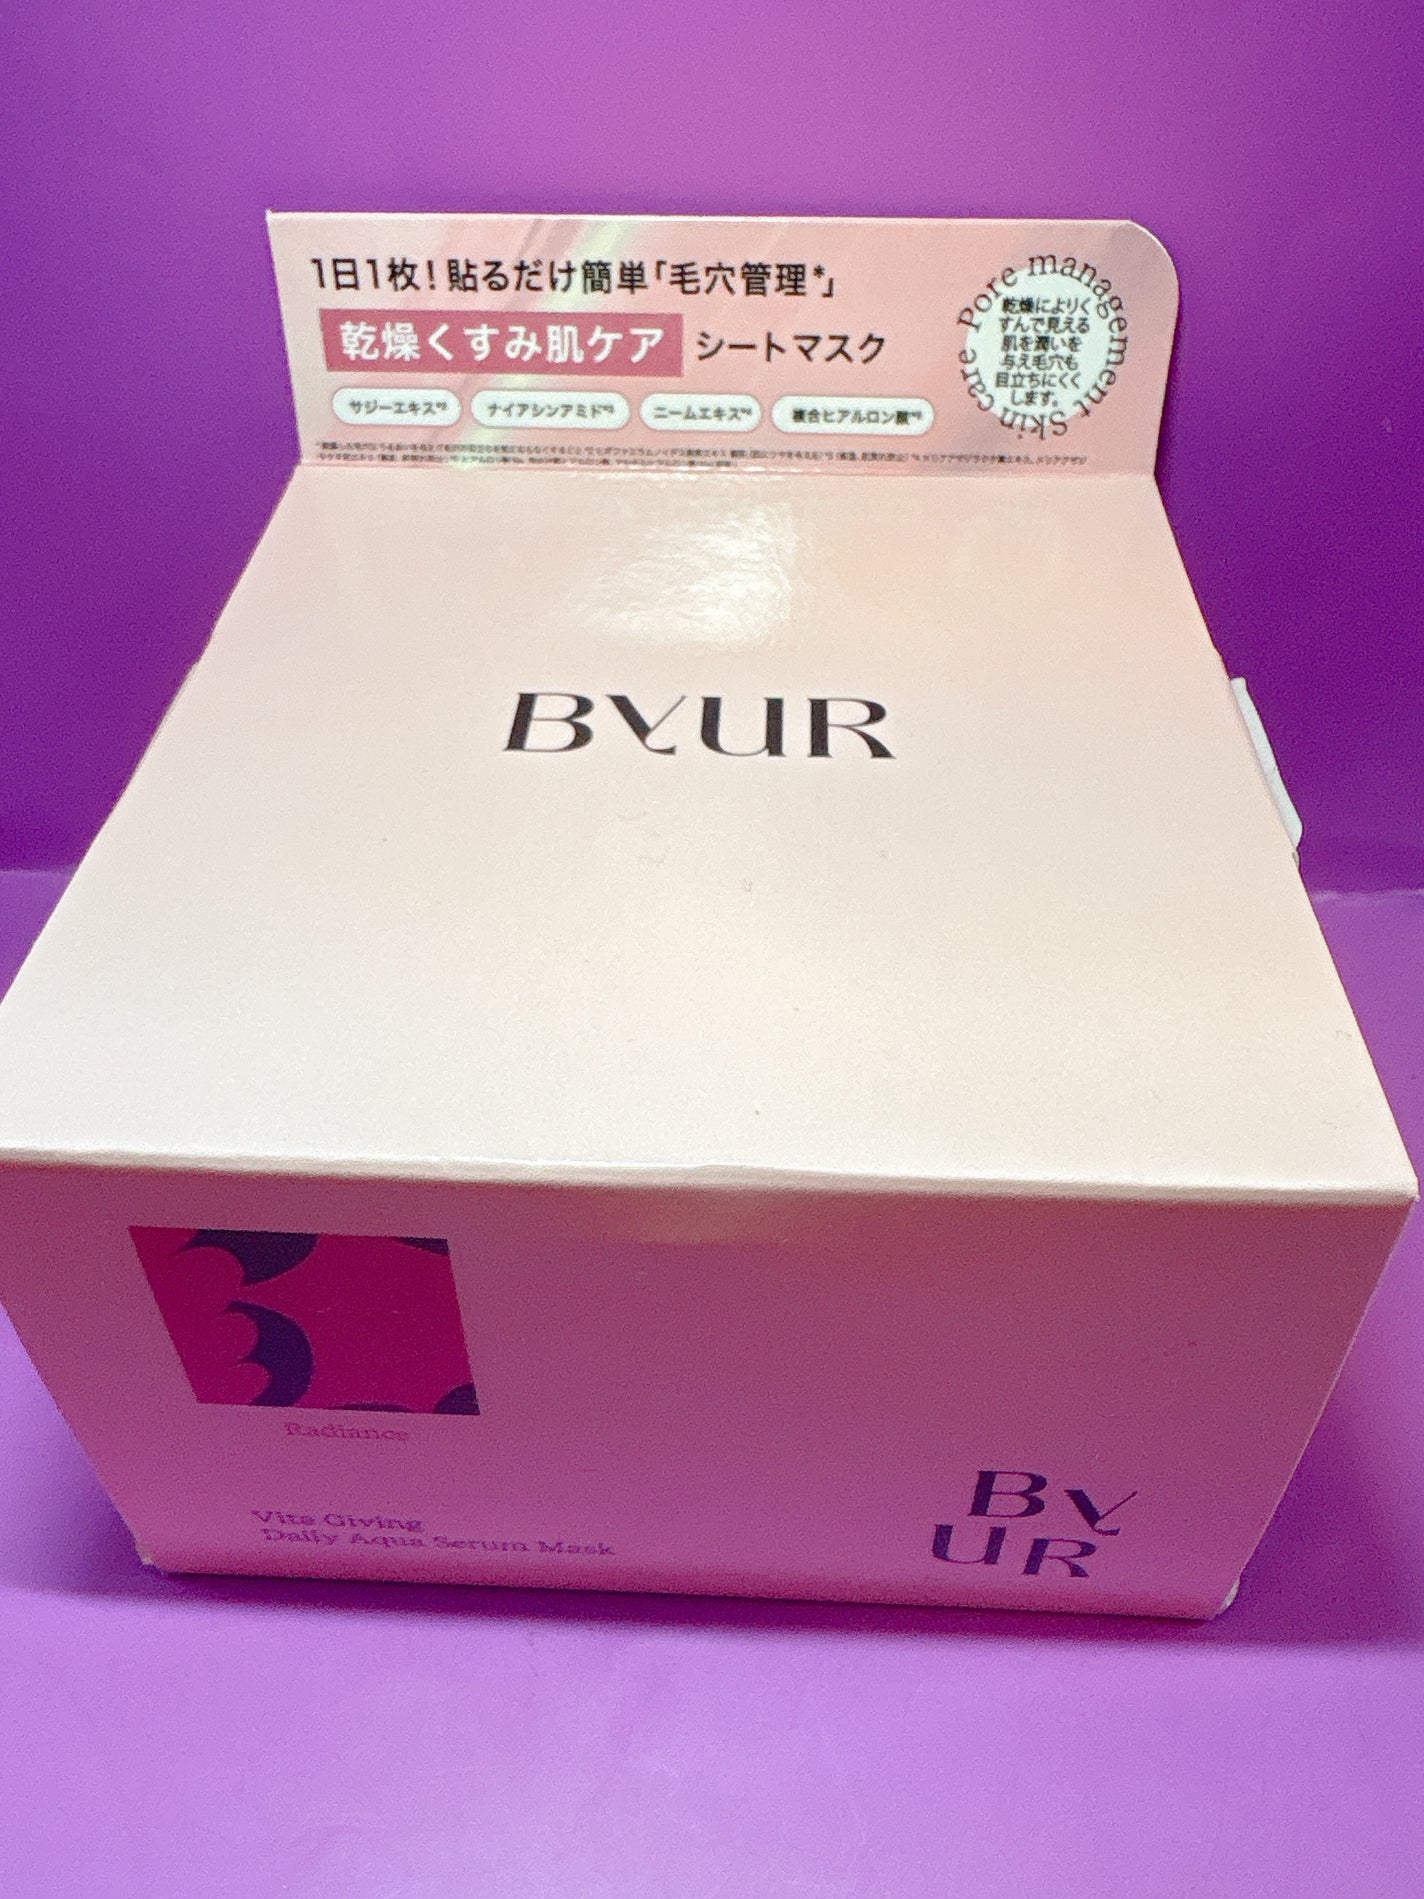 1日1枚！貼るだけ簡単「毛穴管理*」
乾燥くすみ肌ケア シートマスク
サジーエキス*² ナイアシンアミド*³ ニームエキス*⁴ 複合ヒアルロン酸*⁵
Pore management Skin care
乾燥によりく
すんで見える
肌を潤いを
与え毛穴も
目立ちにくく
します。
BYUR
Radiance
Vita Giving
Daily Aqua Serum Mask
BY
UR